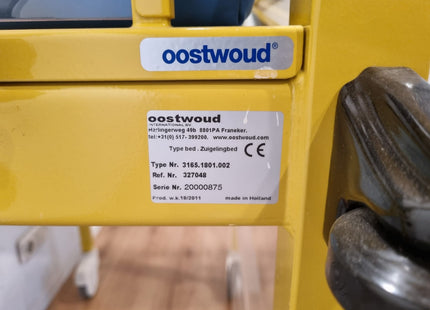 oostwoud®
oostwoud
INTERNATIONAL BV
Harlingerweg 49b 8801PA Franeker.
tel:+31(0) 517- 399200. www.oostwoud.com
Type bed . Zuigelingbed CE
Type Nr. 3165.1801.002
Ref. Nr. 327048
Serie Nr. 20000875
Prod. w.k.19/2011 made in Holland